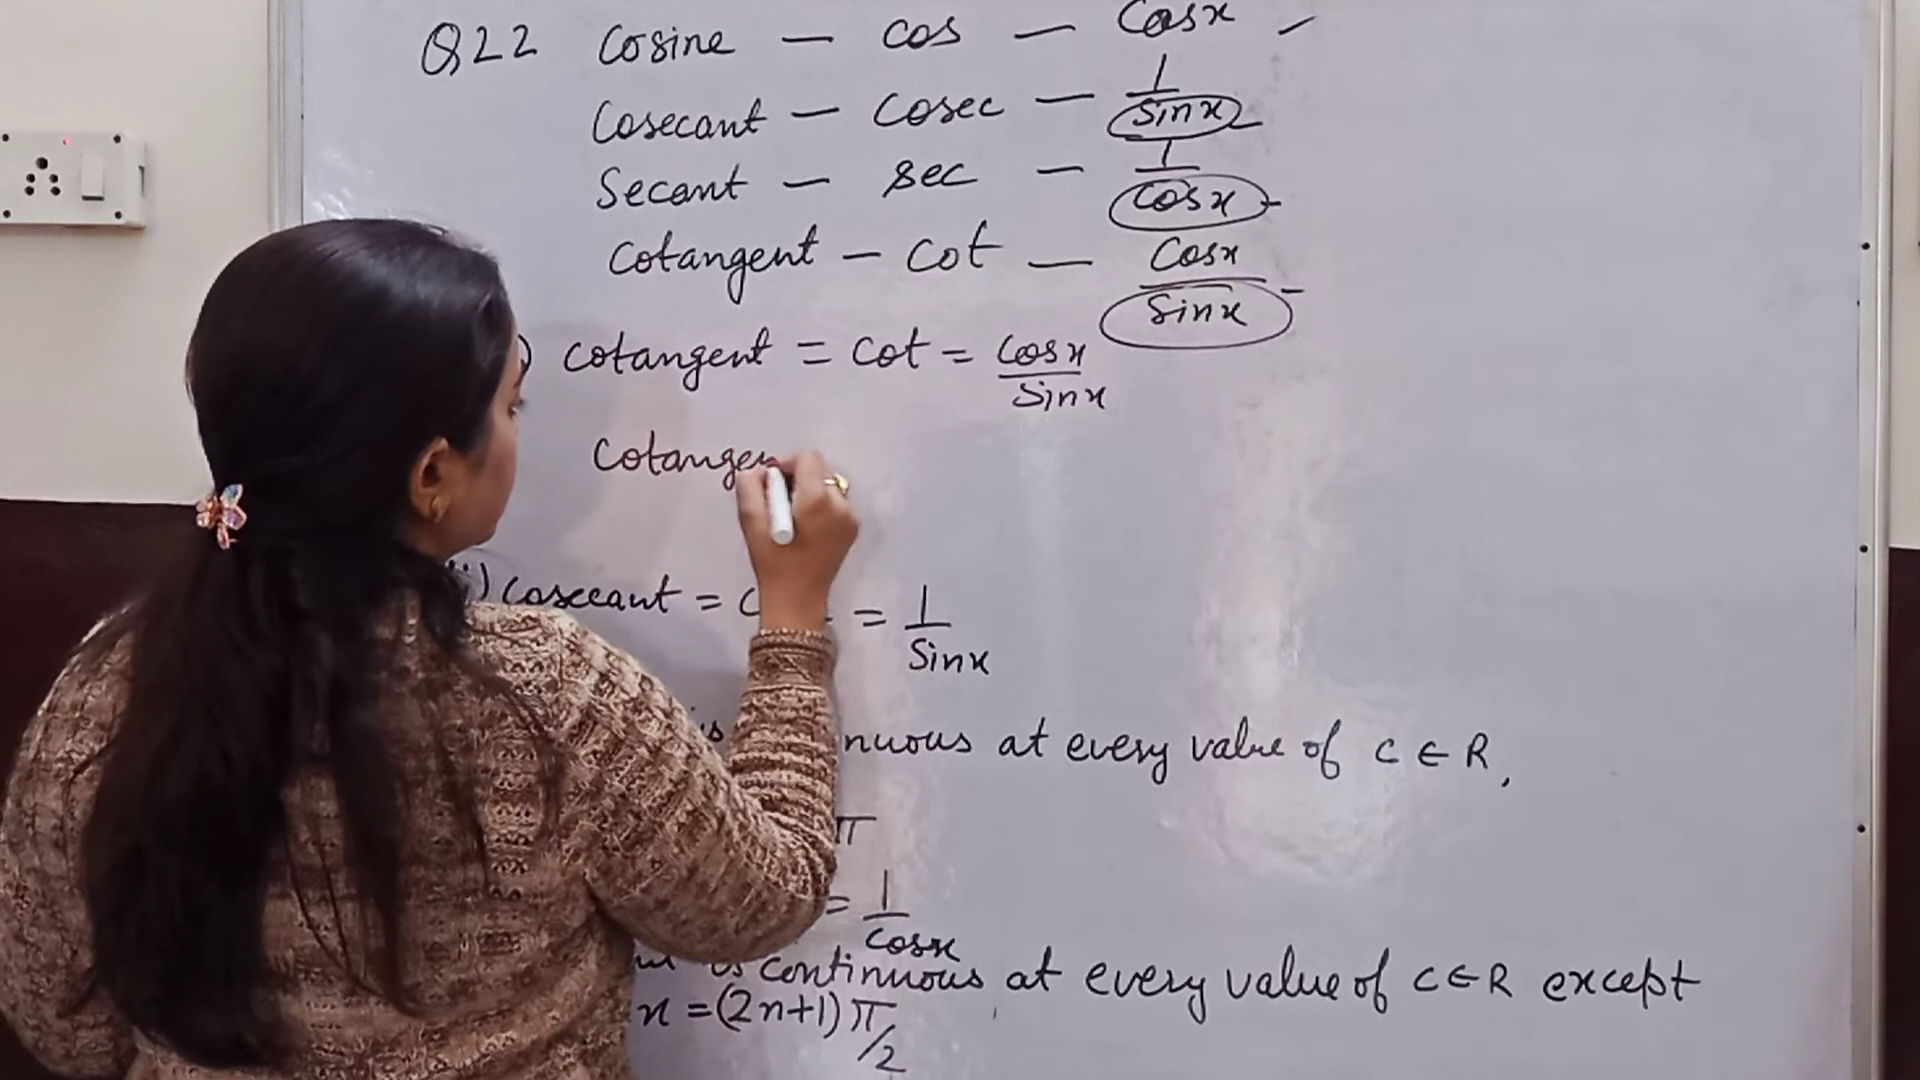 Q22 Cosine — cos — Cosx
Cosecant — Cosec — 1/Sinx
Secant — sec — 1/Cosx
Cotangent — Cot — Cosx/Sinx
) Cotangent = Cot = Cosx/Sinx
Cotangen
= 1/Sinx
nuous at every value of C ∈ R,
π
= 1/Cosx
is continuous at every value of C ∈ R except
x = (2n+1)π/2